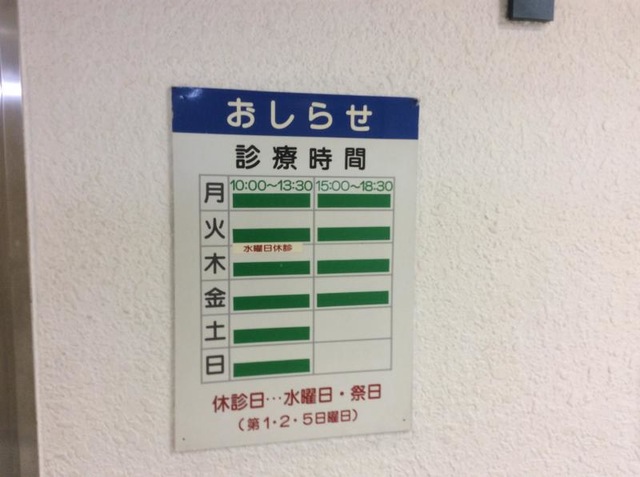 おしらせ
診療時間
月 10:00〜13:30 15:00〜18:30
火
水曜日休診
木
金
土
日
休診日…水曜日・祭日
(第1・2・5日曜日)